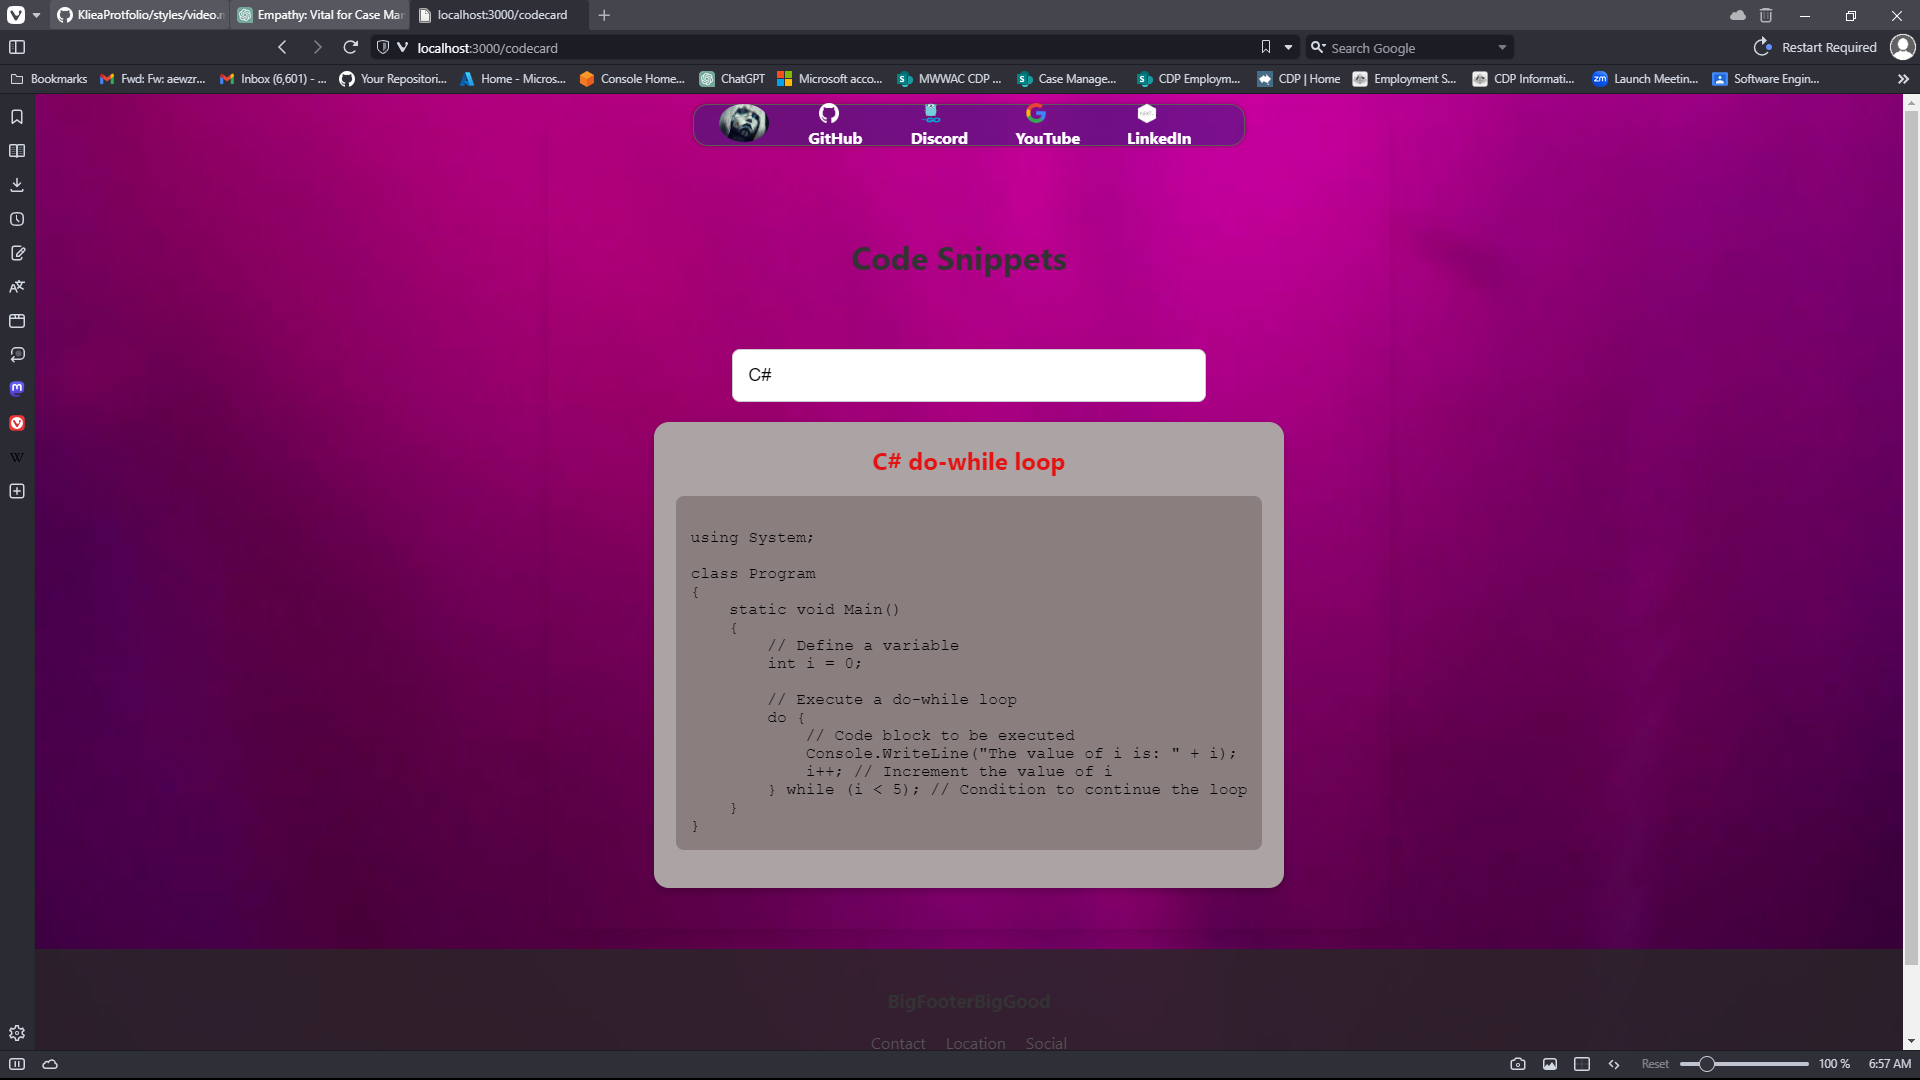 KlieaProtfolio/styles/video.n
Empathy: Vital for Case Mar
localhost:3000/codecard
localhost:3000/codecard
Search Google
Restart Required
Bookmarks
Fwd: Fw: aewzr...
Inbox (6,601) - ...
Your Repositori...
Home - Micros...
Console Home...
ChatGPT
Microsoft acco...
MWWAC CDP ...
Case Manage...
CDP Employm...
CDP | Home
Employment S...
CDP Informati...
Launch Meetin...
Software Engin...
GitHub
Discord
YouTube
LinkedIn
Code Snippets
C#
C# do-while loop
using System;
class Program
{
    static void Main()
    {
        // Define a variable
        int i = 0;
        // Execute a do-while loop
        do {
            // Code block to be executed
            Console.WriteLine("The value of i is: " + i);
            i++; // Increment the value of i
        } while (i < 5); // Condition to continue the loop
    }
}
BigFooterBigGood
Contact Location Social
Reset
100 %
6:57 AM